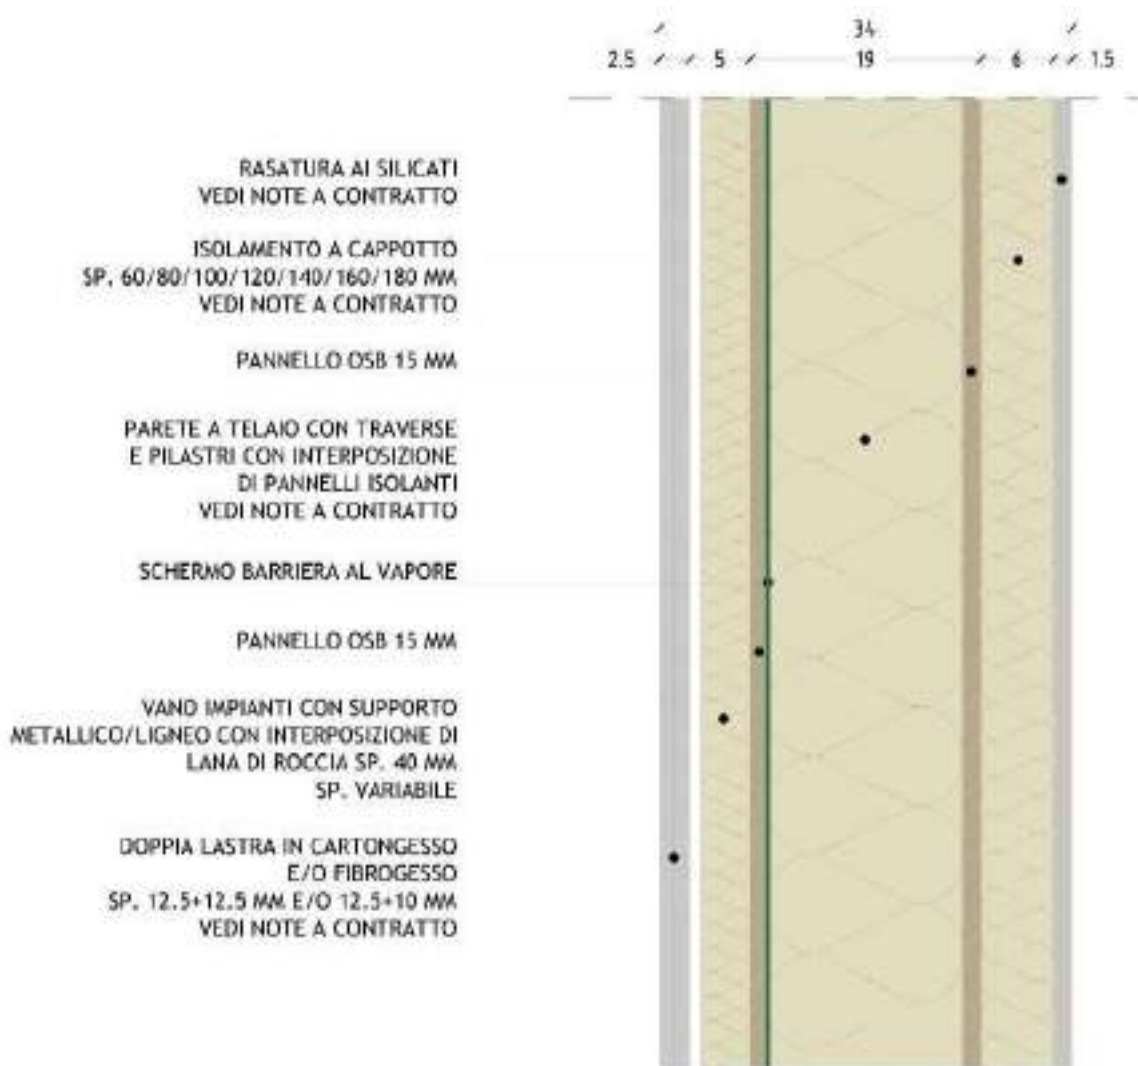 34
2.5 5 19 6 1.5
RASATURA AI SILICATI
VEDI NOTE A CONTRATTO
ISOLAMENTO A CAPPOTTO
SP. 60/80/100/120/140/160/180 MM
VEDI NOTE A CONTRATTO
PANNELLO OSB 15 MM
PARETE A TELAIO CON TRAVERSE
E PILASTRI CON INTERPOSIZIONE
DI PANNELLI ISOLANTI
VEDI NOTE A CONTRATTO
SCHERMO BARRIERA AL VAPORE
PANNELLO OSB 15 MM
VANO IMPIANTI CON SUPPORTO
METALLICO/LIGNEO CON INTERPOSIZIONE DI
LANA DI ROCCIA SP. 40 MM
SP. VARIABILE
DOPPIA LASTRA IN CARTONGESSO
E/O FIBROGESSO
SP. 12.5+12.5 MM E/O 12.5+10 MM
VEDI NOTE A CONTRATTO